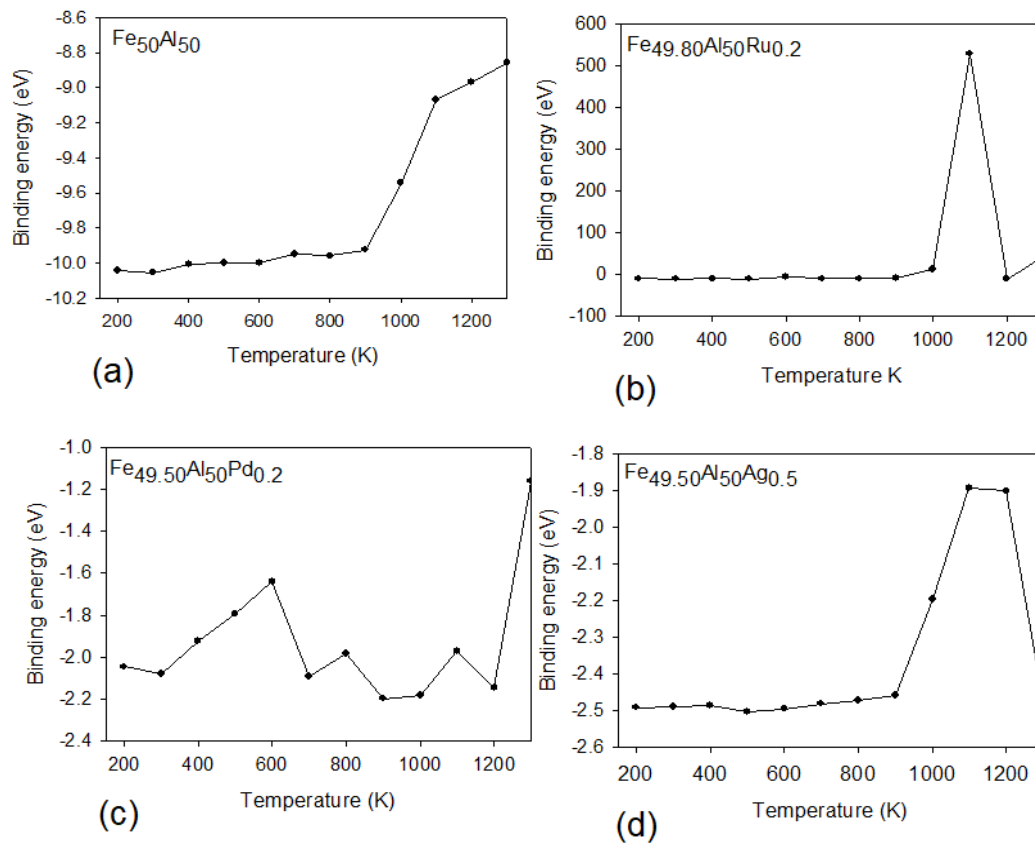 Fe50Al50
Binding energy (eV)
-8.6
-8.8
-9.0
-9.2
-9.4
-9.6
-9.8
-10.0
-10.2
200 400 600 800 1000 1200
Temperature (K)
(a)
Fe49.80Al50Ru0.2
Binding energy (eV)
600
500
400
300
200
100
0
-100
200 400 600 800 1000 1200
Temperature K
(b)
Fe49.50Al50Pd0.2
Binding energy (eV)
-1.0
-1.2
-1.4
-1.6
-1.8
-2.0
-2.2
-2.4
200 400 600 800 1000 1200
Temperature (K)
(c)
Fe49.50Al50Ag0.5
Binding energy (eV)
-1.8
-1.9
-2.0
-2.1
-2.2
-2.3
-2.4
-2.5
-2.6
200 400 600 800 1000 1200
Temperature (K)
(d)